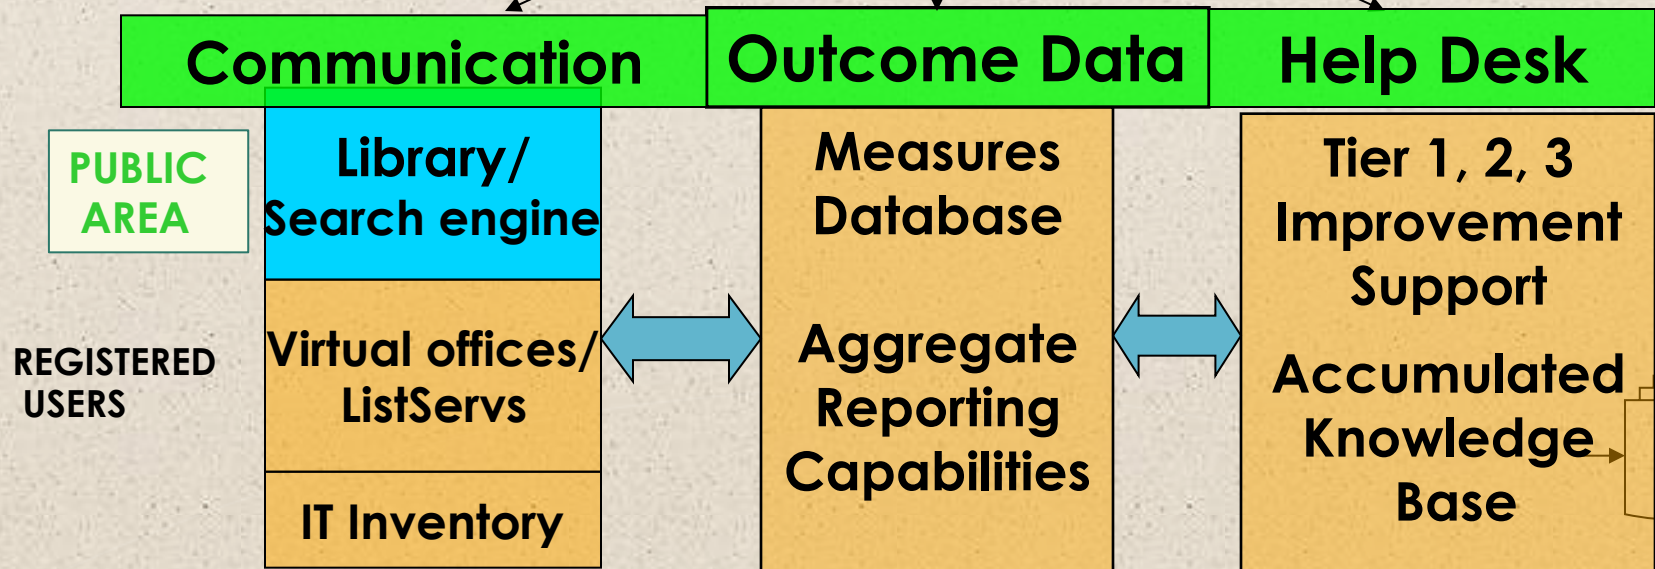 Communication
Outcome Data
Help Desk
PUBLIC
AREA
Library/
Search engine
REGISTERED
USERS
Virtual offices/
ListServs
IT Inventory
Measures
Database
Aggregate
Reporting
Capabilities
Tier 1, 2, 3
Improvement
Support
Accumulated
Knowledge
Base